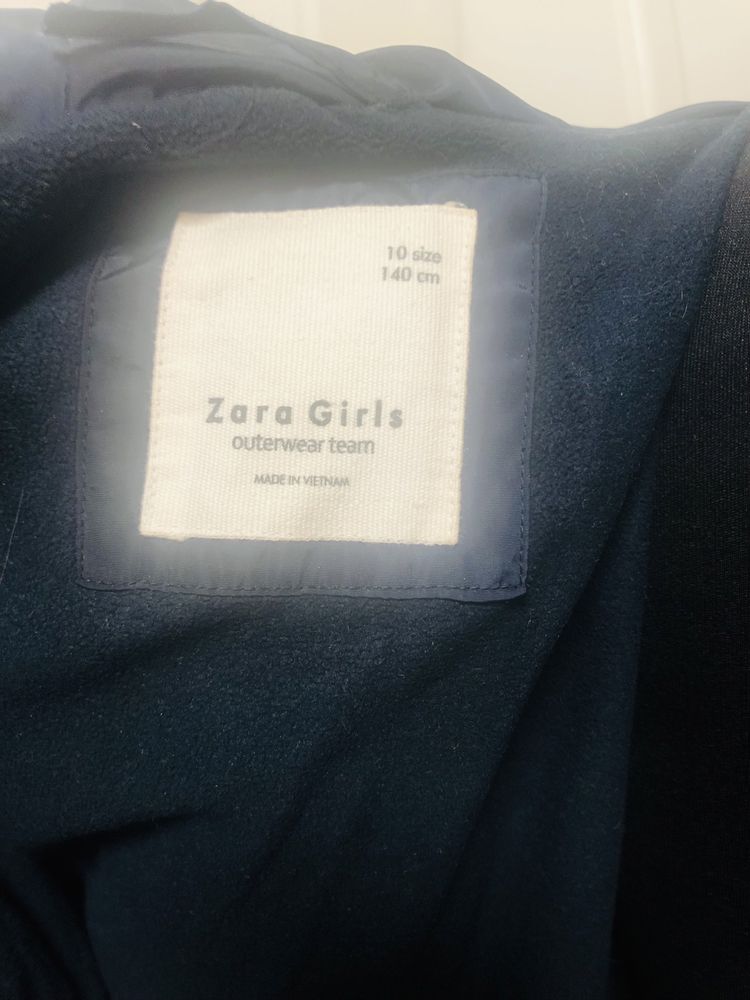 10 size
140 cm
Zara Girls
outerwear team
MADE IN VIETNAM